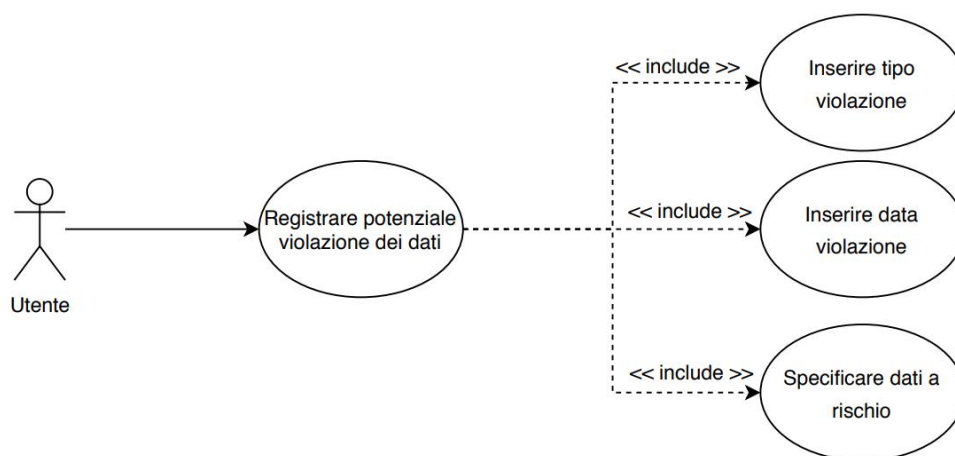 << include >>
Inserire tipo
violazione
Utente
Registrare potenziale
violazione dei dati
<< include >>
Inserire data
violazione
<< include >>
Specificare dati a
rischio